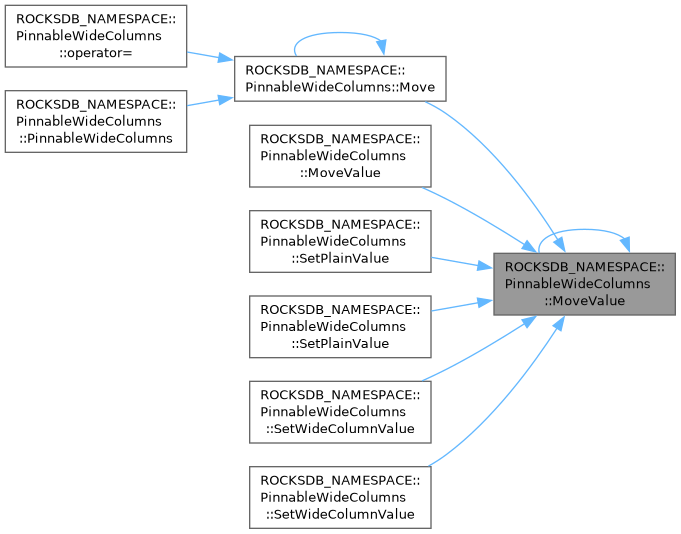 ROCKSDB_NAMESPACE::
PinnableWideColumns
::operator=
ROCKSDB_NAMESPACE::
PinnableWideColumns
::PinnableWideColumns
ROCKSDB_NAMESPACE::
PinnableWideColumns::Move
ROCKSDB_NAMESPACE::
PinnableWideColumns
::MoveValue
ROCKSDB_NAMESPACE::
PinnableWideColumns
::SetPlainValue
ROCKSDB_NAMESPACE::
PinnableWideColumns
::SetPlainValue
ROCKSDB_NAMESPACE::
PinnableWideColumns
::SetWideColumnValue
ROCKSDB_NAMESPACE::
PinnableWideColumns
::SetWideColumnValue
ROCKSDB_NAMESPACE::
PinnableWideColumns
::MoveValue